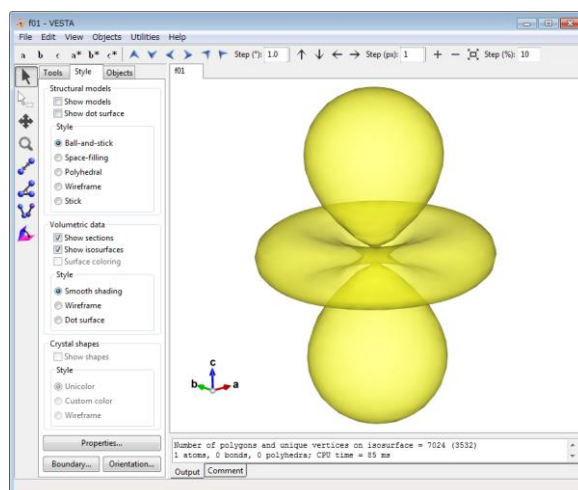 f01 - VESTA
File Edit View Objects Utilities Help
a b c a* b* c* Step (°): 1.0 Step (px): 1 Step (%): 10
Tools Style Objects
f01
Structural models
Show models
Show dot surface
Style
Ball-and-stick
Space-filling
Polyhedral
Wireframe
Stick
Volumetric data
Show sections
Show isosurfaces
Surface coloring
Style
Smooth shading
Wireframe
Dot surface
Crystal shapes
Show shapes
Style
Unicolor
Custom color
Wireframe
Properties...
Boundary... Orientation...
c
b a
Number of polygons and unique vertices on isosurface = 7024 (3532)
1 atoms, 0 bonds, 0 polyhedra; CPU time = 85 ms
Output Comment